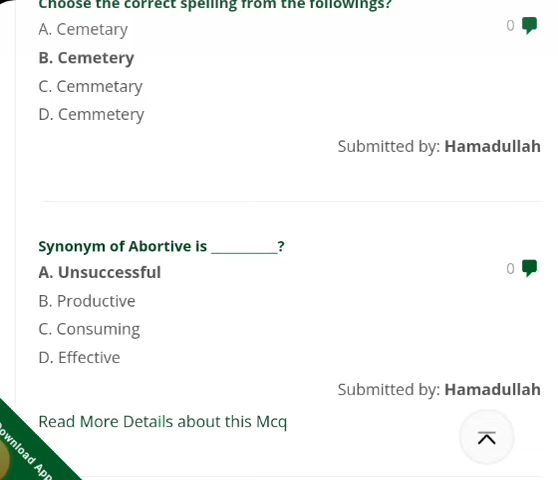 Choose the correct spelling from the followings?
A. Cemetary
0
B. Cemetery
C. Cemmetary
D. Cemmetery
Submitted by: Hamadullah
Synonym of Abortive is __________?
A. Unsuccessful
0
B. Productive
C. Consuming
D. Effective
Submitted by: Hamadullah
Read More Details about this Mcq
ownload App